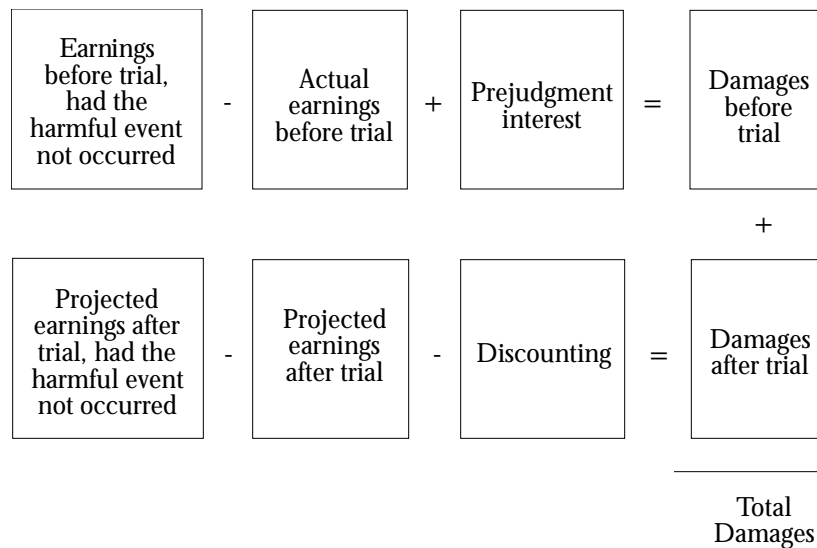 Earnings
before trial,
had the
harmful event
not occurred
-
Actual
earnings
before trial
+
Prejudgment
interest
=
Damages
before
trial
+
Projected
earnings after
trial, had the
harmful event
not occurred
-
Projected
earnings
after trial
-
Discounting
=
Damages
after trial
Total
Damages